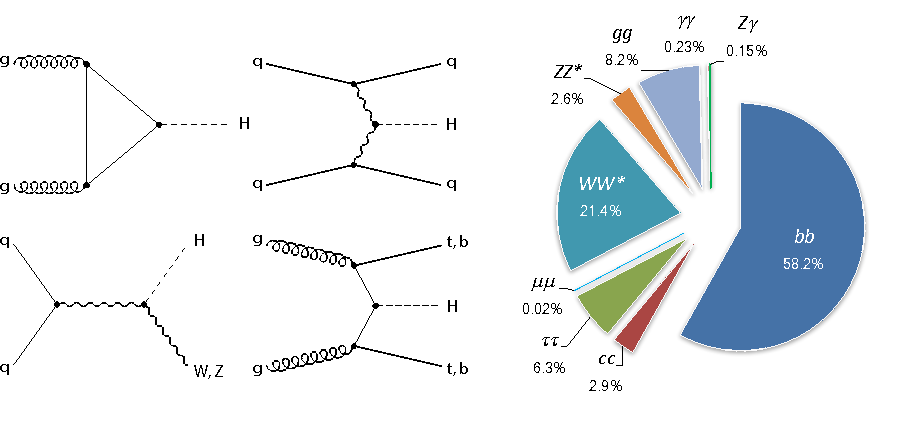 g
g
H
q
q
q
q
H
q
q
H
W, Z
g
g
t, b
H
t, b
γγ
0.23%
Zγ
0.15%
gg
8.2%
ZZ*
2.6%
WW*
21.4%
bb
58.2%
μμ
0.02%
ττ
6.3%
cc
2.9%